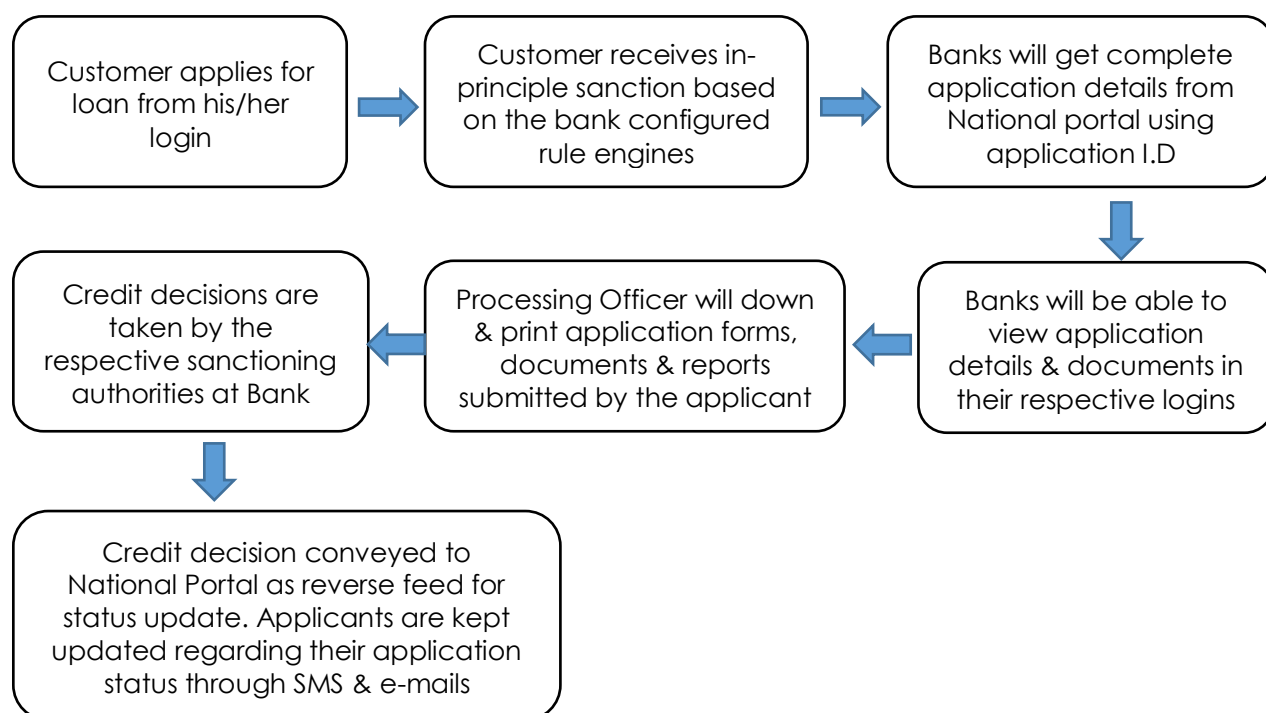 Customer applies for
loan from his/her
login
Customer receives in-
principle sanction based
on the bank configured
rule engines
Banks will get complete
application details from
National portal using
application I.D
Banks will be able to
view application
details & documents in
their respective logins
Processing Officer will down
& print application forms,
documents & reports
submitted by the applicant
Credit decisions are
taken by the
respective sanctioning
authorities at Bank
Credit decision conveyed to
National Portal as reverse feed for
status update. Applicants are kept
updated regarding their application
status through SMS & e-mails